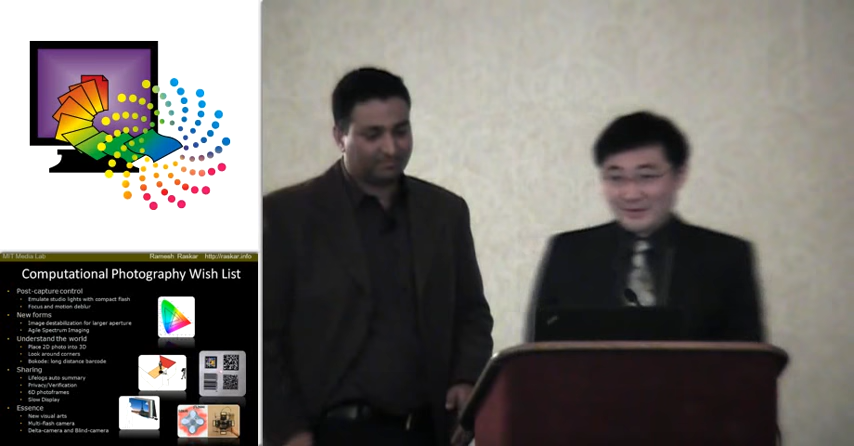 MIT Media Lab Ramesh Raskar http://raskar.info
Computational Photography Wish List
• Post-capture control
• Emulate studio lights with compact flash
• Focus and motion deblur
• New forms
• Image destabilization for larger aperture
• Agile Spectrum Imaging
• Understand the world
• Place 2D photo into 3D
• Look around corners
• Bokode: long distance barcode
• Sharing
• Lifelogs auto summary
• Privacy/Verification
• 6D photoframes
• Slow Display
• Essence
• New visual arts
• Multi-flash camera
• Delta-camera and Blind-camera